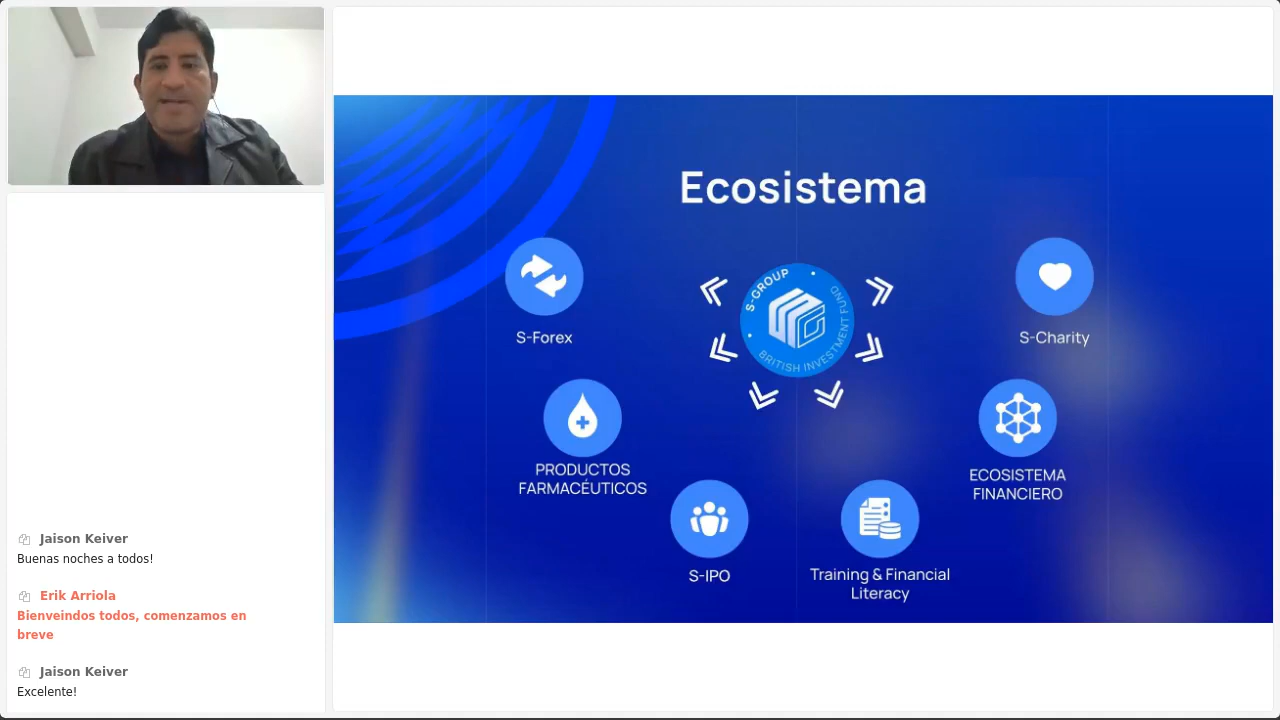 Jaison Keiver
Buenas noches a todos!
Erik Arriola
Bienveindos todos, comenzamos en
breve
Jaison Keiver
Excelente!
Ecosistema
S-GROUP
BRITISH INVESTMENT FUND
S-Forex
S-Charity
PRODUCTOS
FARMACÉUTICOS
ECOSISTEMA
FINANCIERO
S-IPO
Training & Financial
Literacy